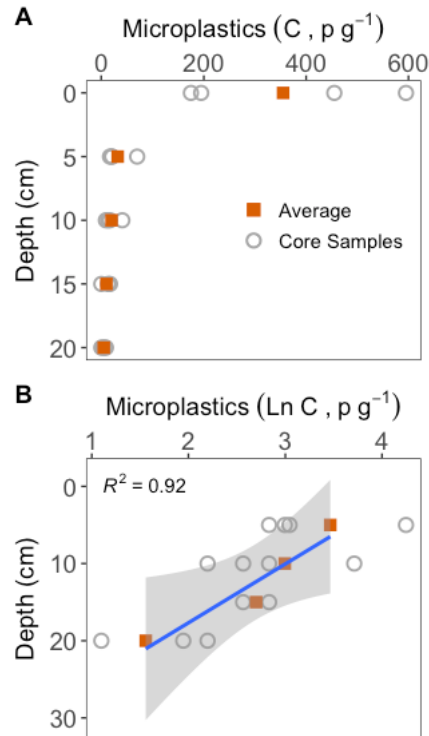 A
Microplastics (C , p g⁻¹)
0 200 400 600
0
5
10
15
20
Depth (cm)
Average
Core Samples
B
Microplastics (Ln C , p g⁻¹)
1 2 3 4
R² = 0.92
0
10
20
30
Depth (cm)